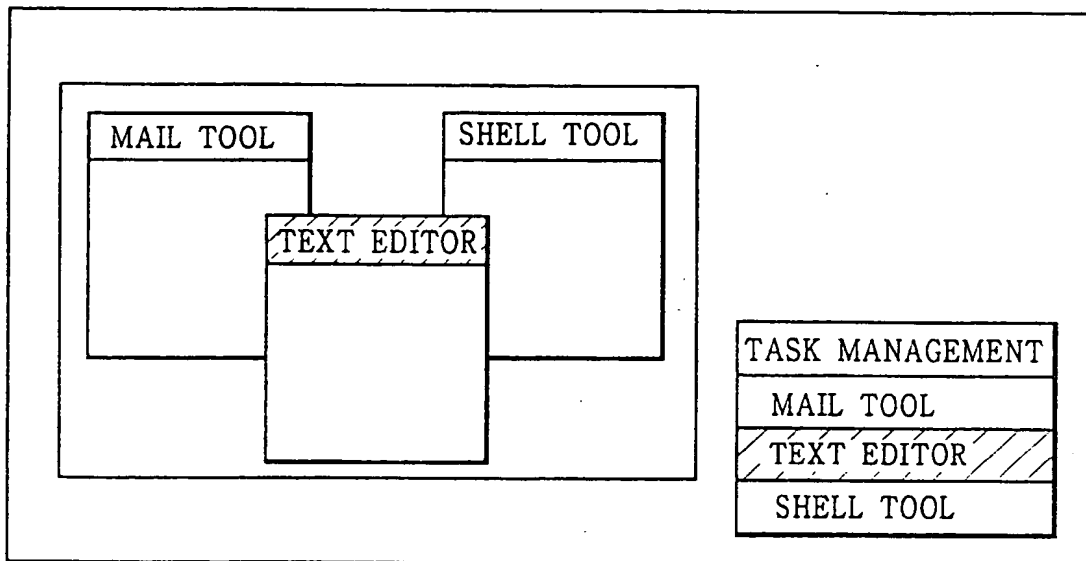 MAIL TOOL
SHELL TOOL
TEXT EDITOR
TASK MANAGEMENT
MAIL TOOL
TEXT EDITOR
SHELL TOOL